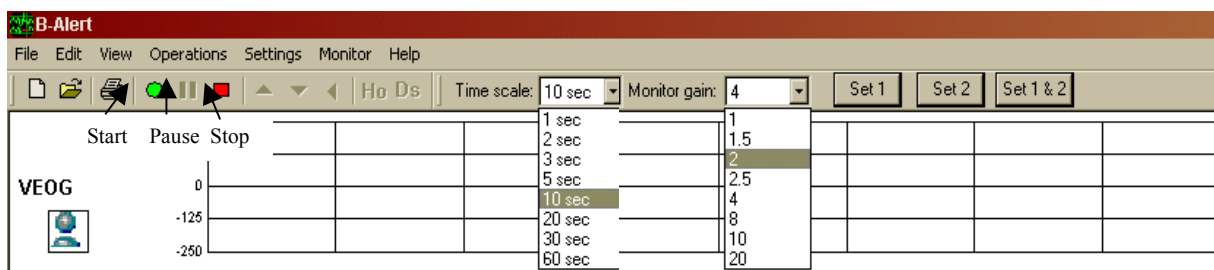 B-Alert
File Edit View Operations Settings Monitor Help
Ho Ds Time scale: 10 sec Monitor gain: 4 Set 1 Set 2 Set 1 & 2
Start Pause Stop
1 sec 1
2 sec 1.5
3 sec 2
VEOG 0 5 sec 2.5
10 sec 4
-125 20 sec 8
30 sec 10
-250 60 sec 20